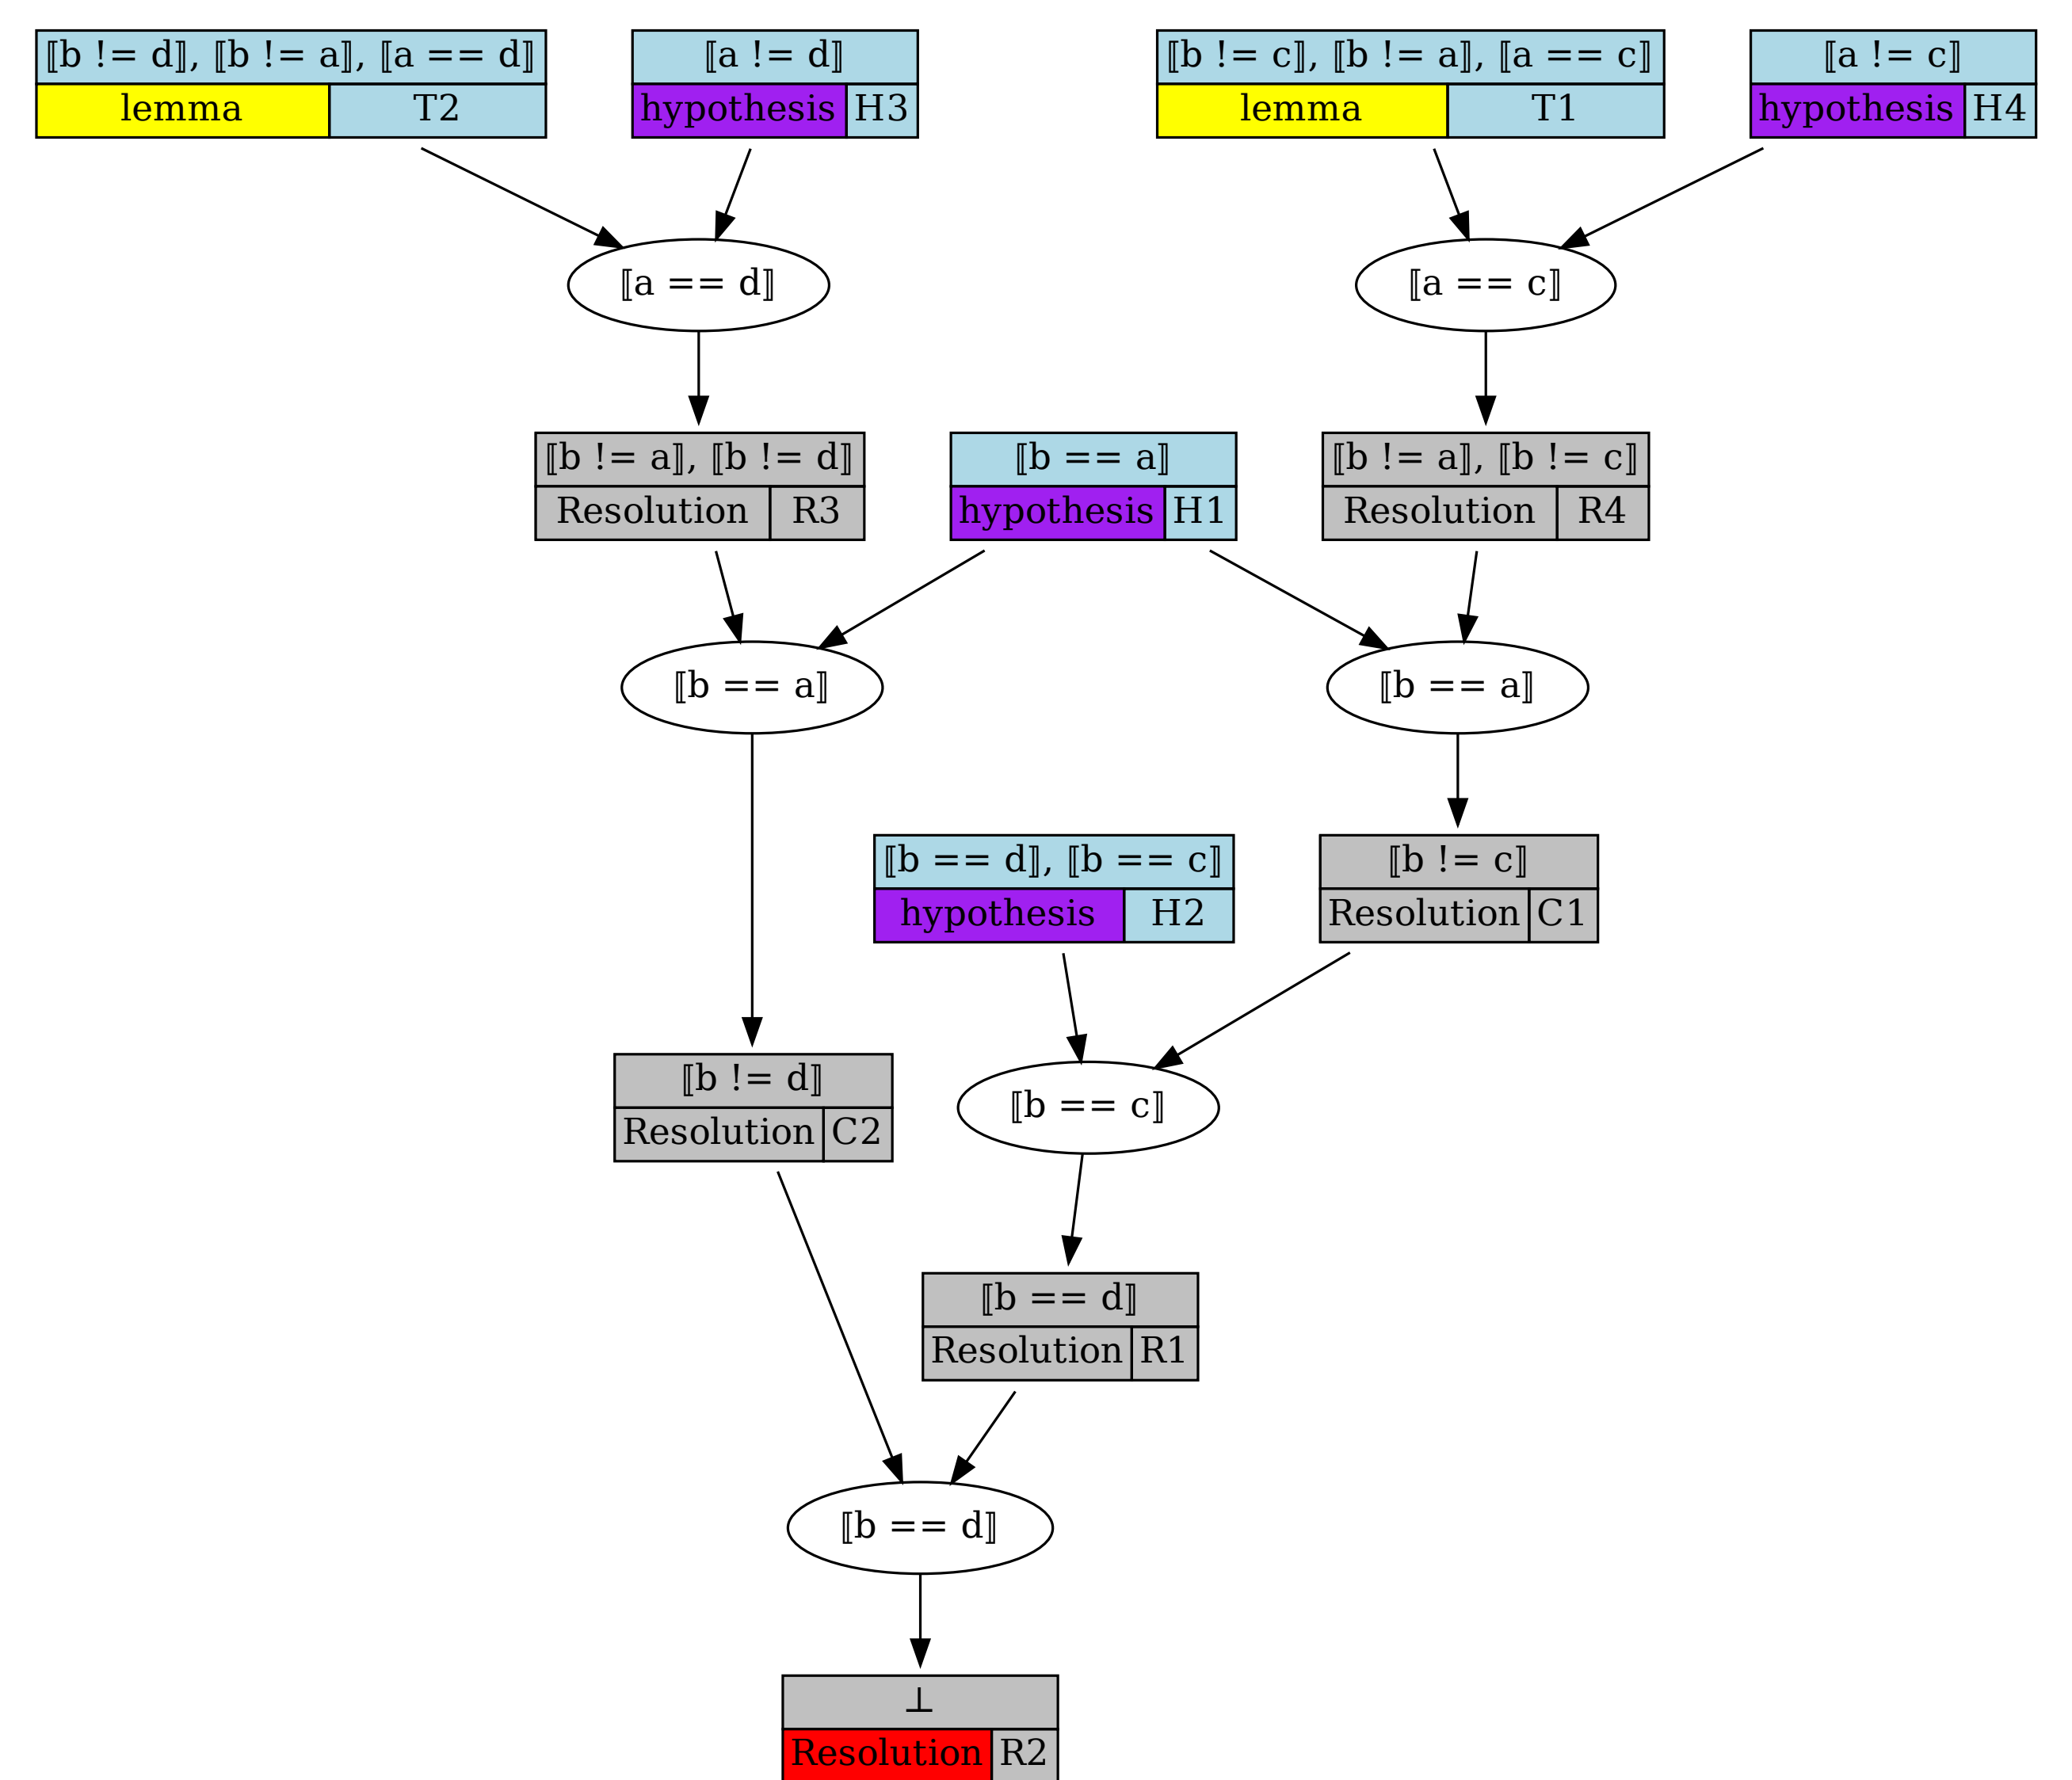 ⟦b != d⟧, ⟦b != a⟧, ⟦a == d⟧
lemma
T2
⟦a != d⟧
hypothesis
H3
⟦b != c⟧, ⟦b != a⟧, ⟦a == c⟧
lemma
T1
⟦a != c⟧
hypothesis
H4
⟦a == d⟧
⟦a == c⟧
⟦b != a⟧, ⟦b != d⟧
Resolution
R3
⟦b == a⟧
hypothesis
H1
⟦b != a⟧, ⟦b != c⟧
Resolution
R4
⟦b == a⟧
⟦b == a⟧
⟦b == d⟧, ⟦b == c⟧
hypothesis
H2
⟦b != c⟧
Resolution
C1
⟦b != d⟧
Resolution
C2
⟦b == c⟧
⟦b == d⟧
Resolution
R1
⟦b == d⟧
⊥
Resolution
R2